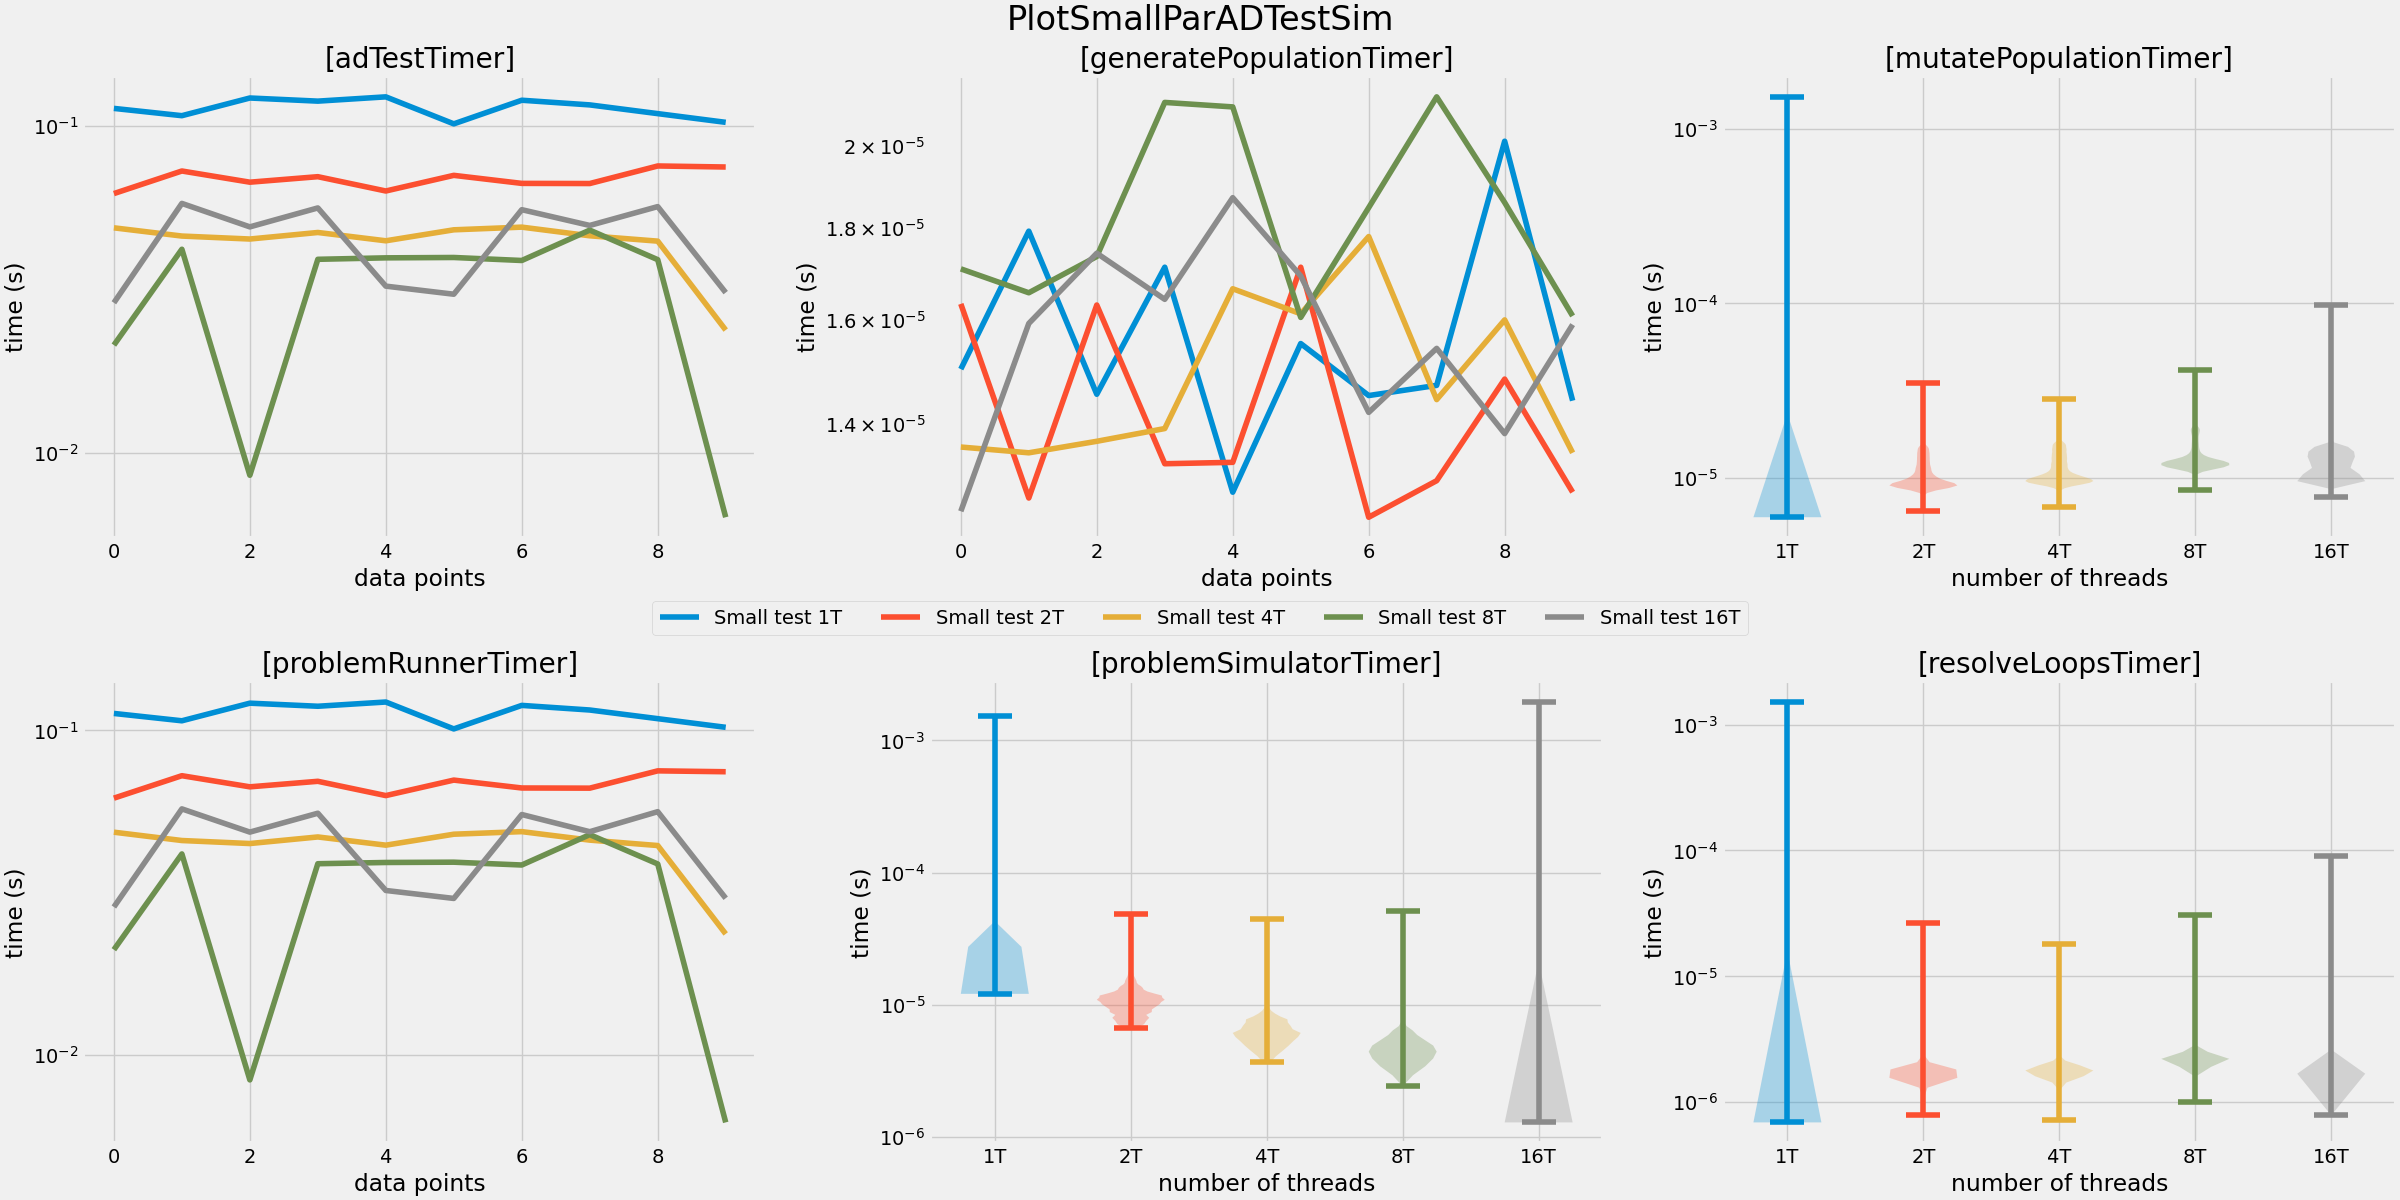 PlotSmallParADTestSim
[adTestTimer]
time (s)
10⁻¹
10⁻²
0 2 4 6 8
data points
[generatePopulationTimer]
time (s)
2 × 10⁻⁵
1.8 × 10⁻⁵
1.6 × 10⁻⁵
1.4 × 10⁻⁵
0 2 4 6 8
data points
[mutatePopulationTimer]
time (s)
10⁻³
10⁻⁴
10⁻⁵
1T 2T 4T 8T 16T
number of threads
Small test 1T Small test 2T Small test 4T Small test 8T Small test 16T
[problemRunnerTimer]
time (s)
10⁻¹
10⁻²
0 2 4 6 8
data points
[problemSimulatorTimer]
time (s)
10⁻³
10⁻⁴
10⁻⁵
10⁻⁶
1T 2T 4T 8T 16T
number of threads
[resolveLoopsTimer]
time (s)
10⁻³
10⁻⁴
10⁻⁵
10⁻⁶
1T 2T 4T 8T 16T
number of threads